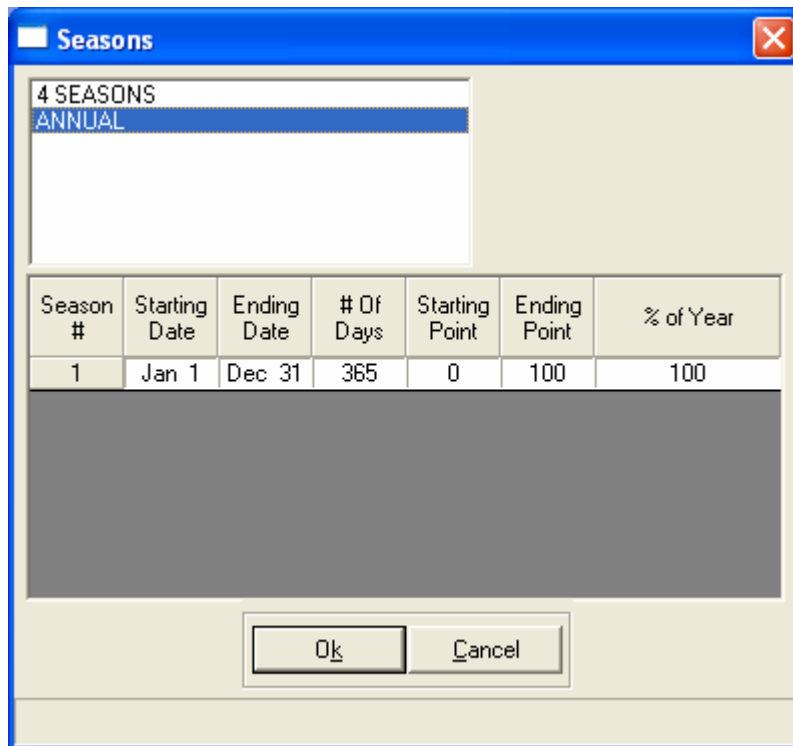 Seasons
4 SEASONS
ANNUAL
Season # Starting Date Ending Date # Of Days Starting Point Ending Point % of Year
1 Jan 1 Dec 31 365 0 100 100
Ok Cancel